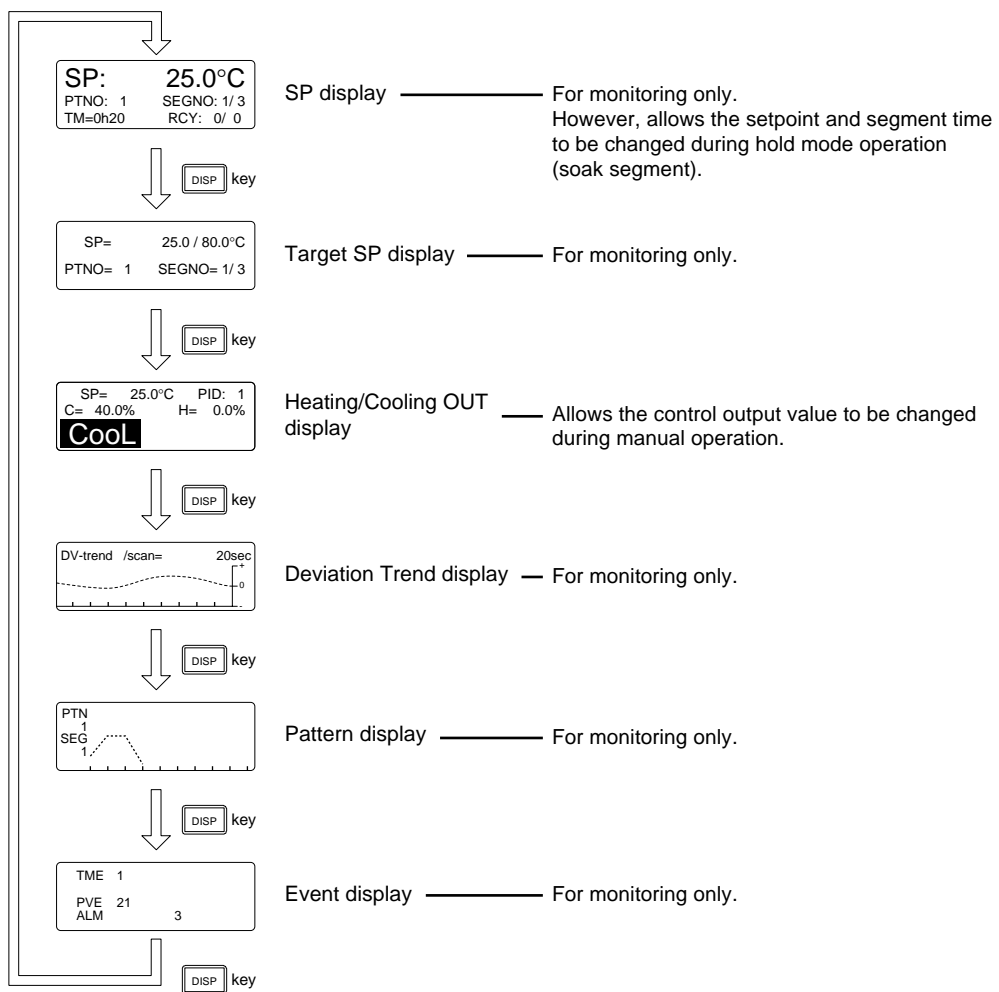 SP: 25.0°C
PTNO: 1 SEGNO: 1/ 3
TM=0h20 RCY: 0/ 0
SP display
For monitoring only.
However, allows the setpoint and segment time
to be changed during hold mode operation
(soak segment).
DISP key
SP= 25.0 / 80.0°C
PTNO= 1 SEGNO= 1/ 3
Target SP display
For monitoring only.
DISP key
SP= 25.0°C PID: 1
C= 40.0% H= 0.0%
CooL
Heating/Cooling OUT
display
Allows the control output value to be changed
during manual operation.
DISP key
DV-trend /scan= 20sec
+
0
-
Deviation Trend display
For monitoring only.
DISP key
PTN
1
SEG
1
Pattern display
For monitoring only.
DISP key
TME 1
PVE 21
ALM 3
Event display
For monitoring only.
DISP key